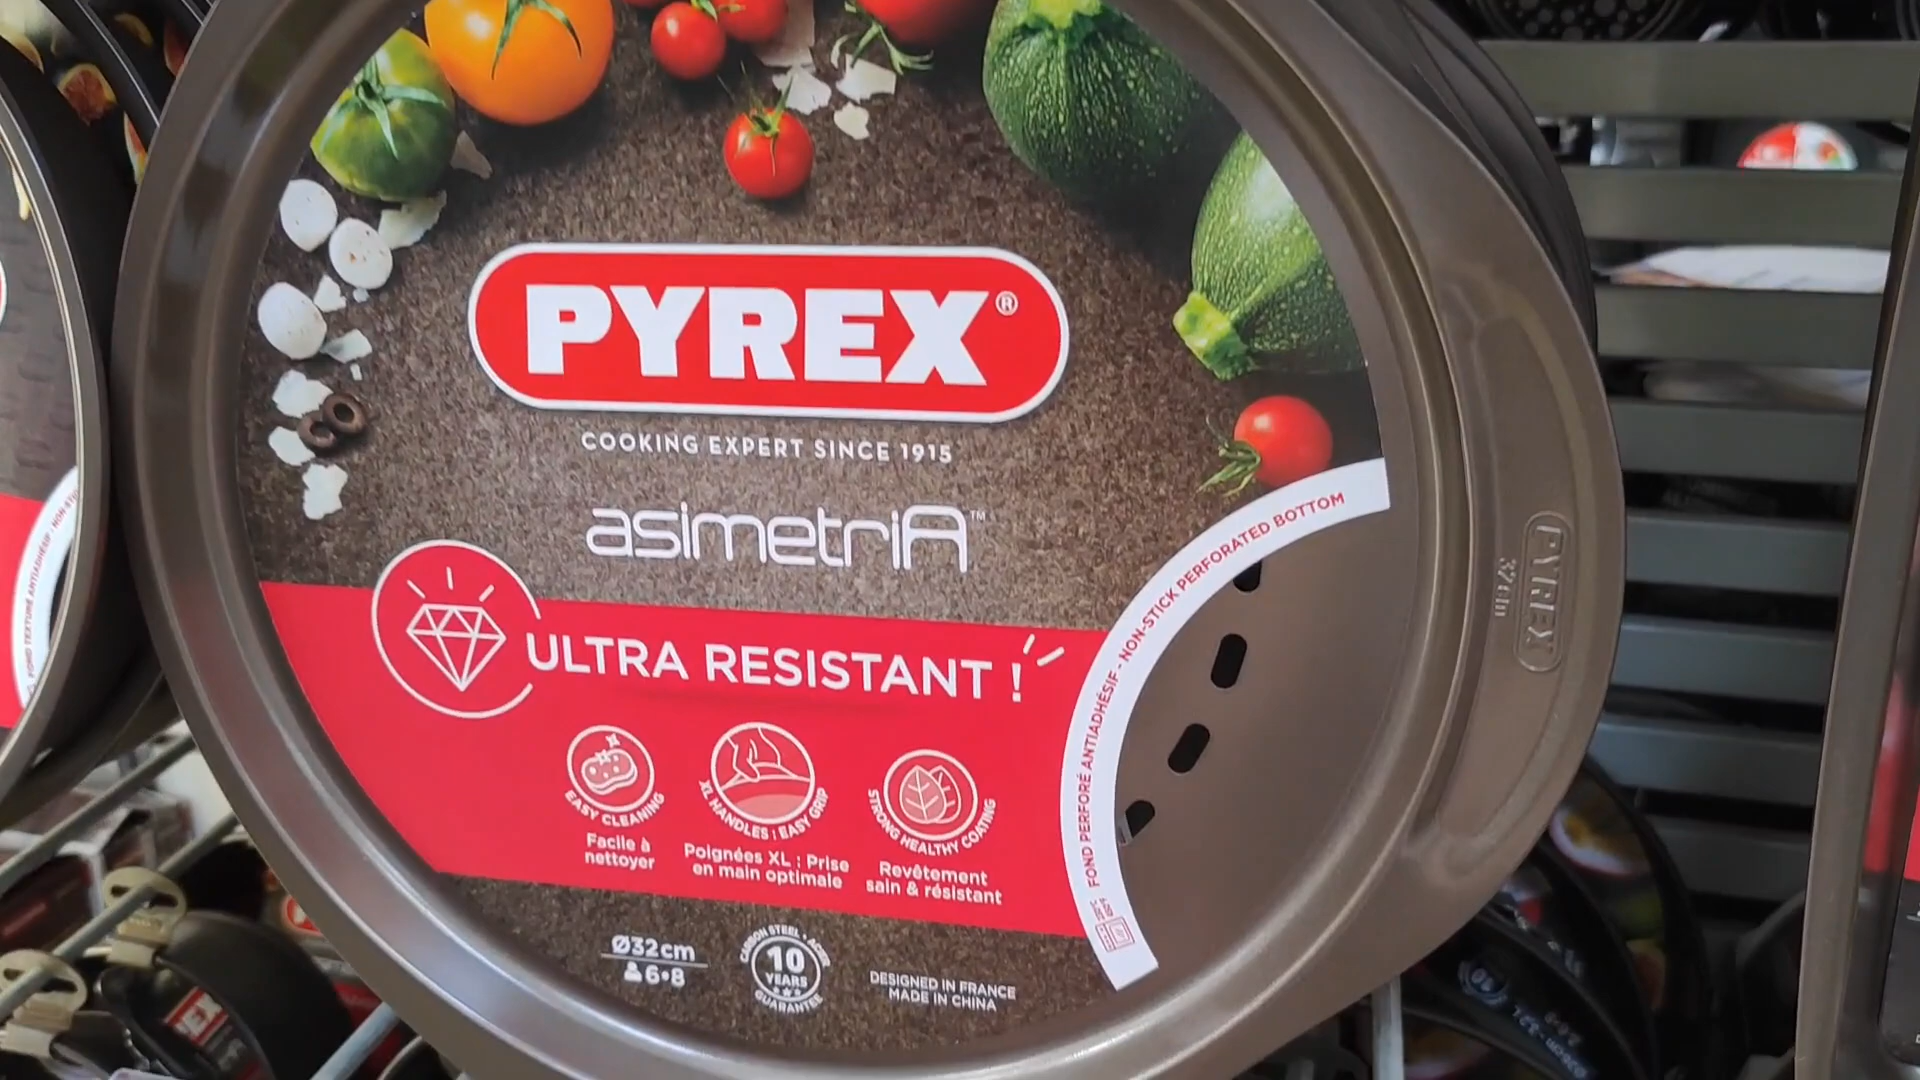 PYREX®
COOKING EXPERT SINCE 1915
asimetriA™
ULTRA RESISTANT !
EASY CLEANING
Facile à
nettoyer
XL HANDLES : EASY GRIP
Poignées XL : Prise
en main optimale
STRONG HEALTHY COATING
Revêtement
sain & résistant
FOND PERFORÉ ANTIADHÉSIF - NON-STICK PERFORATED BOTTOM
Ø32cm
6•8
CARBON STEEL • ACIER
10
YEARS
GUARANTEE
DESIGNED IN FRANCE
MADE IN CHINA
PYREX
37cm